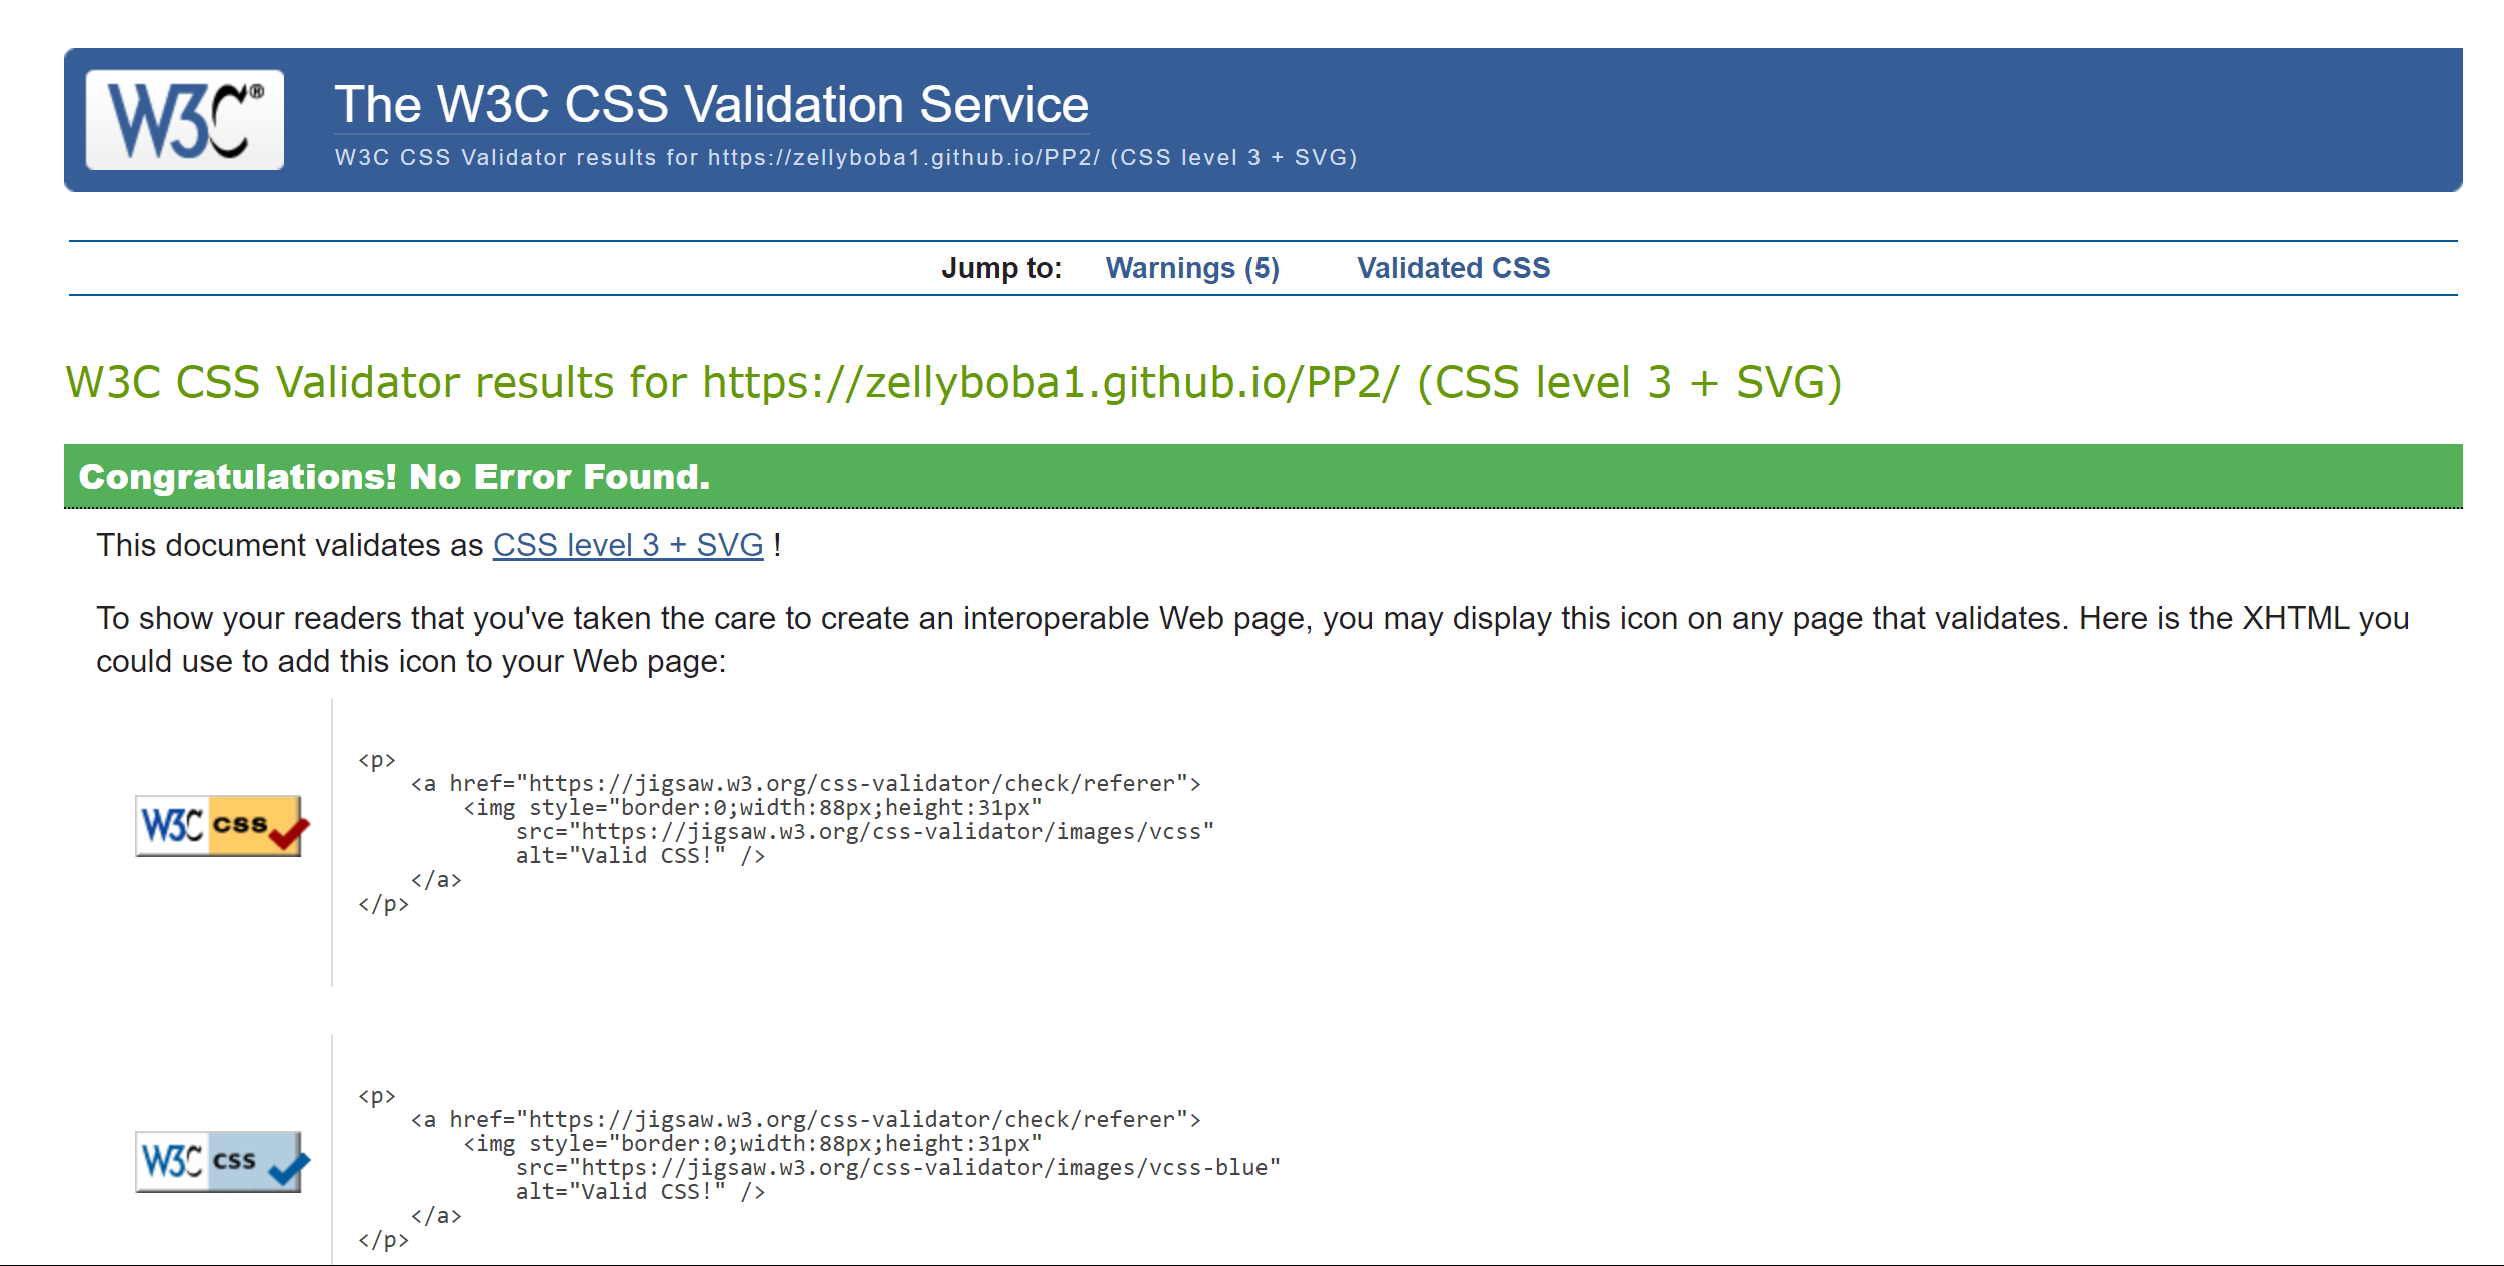 W3C®
The W3C CSS Validation Service
W3C CSS Validator results for https://zellyboba1.github.io/PP2/ (CSS level 3 + SVG)
Jump to: Warnings (5) Validated CSS
W3C CSS Validator results for https://zellyboba1.github.io/PP2/ (CSS level 3 + SVG)
Congratulations! No Error Found.
This document validates as CSS level 3 + SVG !
To show your readers that you've taken the care to create an interoperable Web page, you may display this icon on any page that validates. Here is the XHTML you
could use to add this icon to your Web page:
W3C css
<p>
    <a href="https://jigsaw.w3.org/css-validator/check/referer">
        <img style="border:0;width:88px;height:31px"
            src="https://jigsaw.w3.org/css-validator/images/vcss"
            alt="Valid CSS!" />
    </a>
</p>
W3C css
<p>
    <a href="https://jigsaw.w3.org/css-validator/check/referer">
        <img style="border:0;width:88px;height:31px"
            src="https://jigsaw.w3.org/css-validator/images/vcss-blue"
            alt="Valid CSS!" />
    </a>
</p>